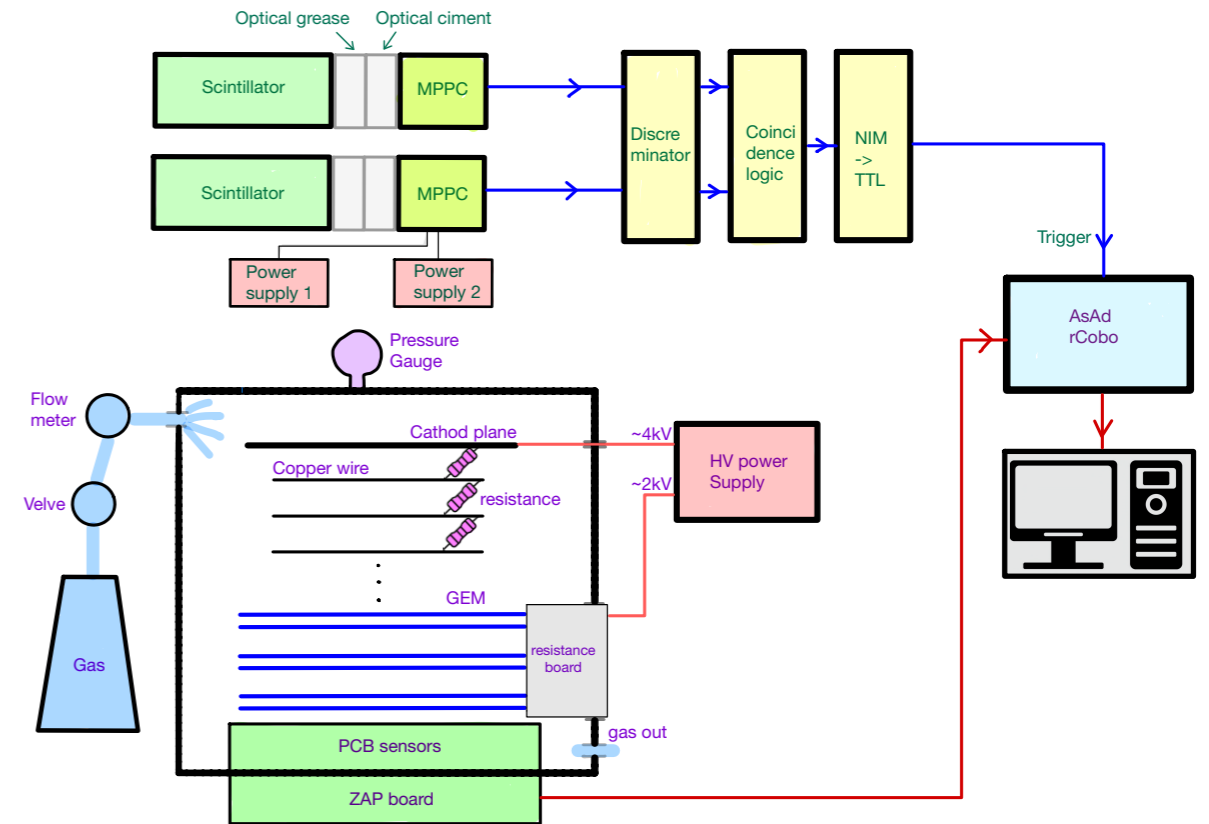 Optical grease
Optical ciment
Scintillator
MPPC
Discre
minator
Coinci
dence
logic
NIM
->
TTL
Scintillator
MPPC
Power
supply 1
Power
supply 2
Trigger
AsAd
rCobo
Pressure
Gauge
Flow
meter
Velve
Gas
Cathod plane
Copper wire
resistance
~4kV
~2kV
HV power
Supply
GEM
resistance
board
gas out
PCB sensors
ZAP board